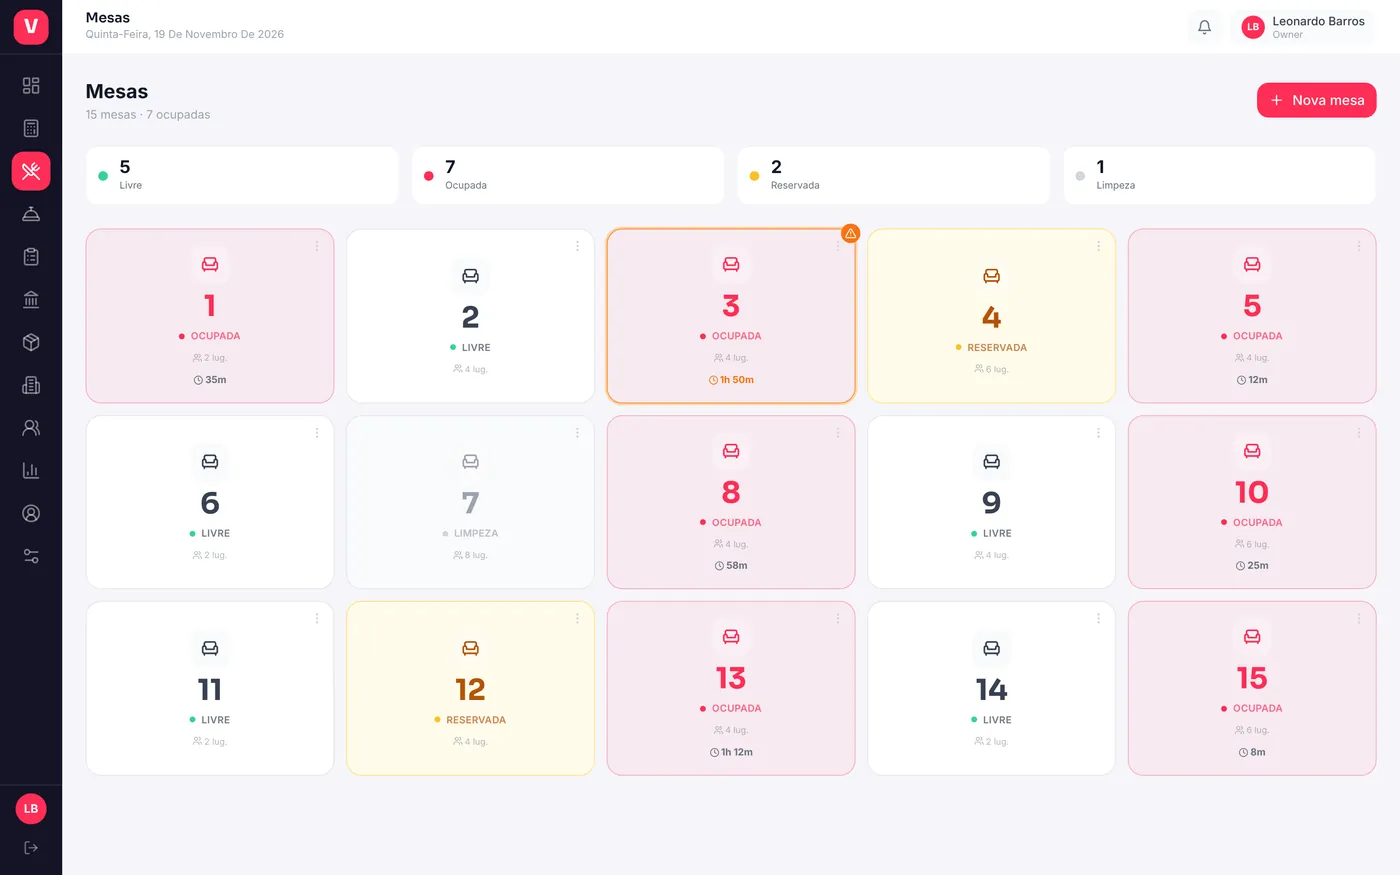 V
Mesas
Quinta-Feira, 19 De Novembro De 2026
LB
Leonardo Barros
Owner
Mesas
15 mesas · 7 ocupadas
+ Nova mesa
5
Livre
7
Ocupada
2
Reservada
1
Limpeza
1
OCUPADA
2 lug.
35m
2
LIVRE
4 lug.
3
OCUPADA
4 lug.
1h 50m
4
RESERVADA
6 lug.
5
OCUPADA
4 lug.
12m
6
LIVRE
2 lug.
7
LIMPEZA
8 lug.
8
OCUPADA
4 lug.
58m
9
LIVRE
4 lug.
10
OCUPADA
6 lug.
25m
11
LIVRE
2 lug.
12
RESERVADA
4 lug.
13
OCUPADA
4 lug.
1h 12m
14
LIVRE
2 lug.
15
OCUPADA
6 lug.
8m
LB